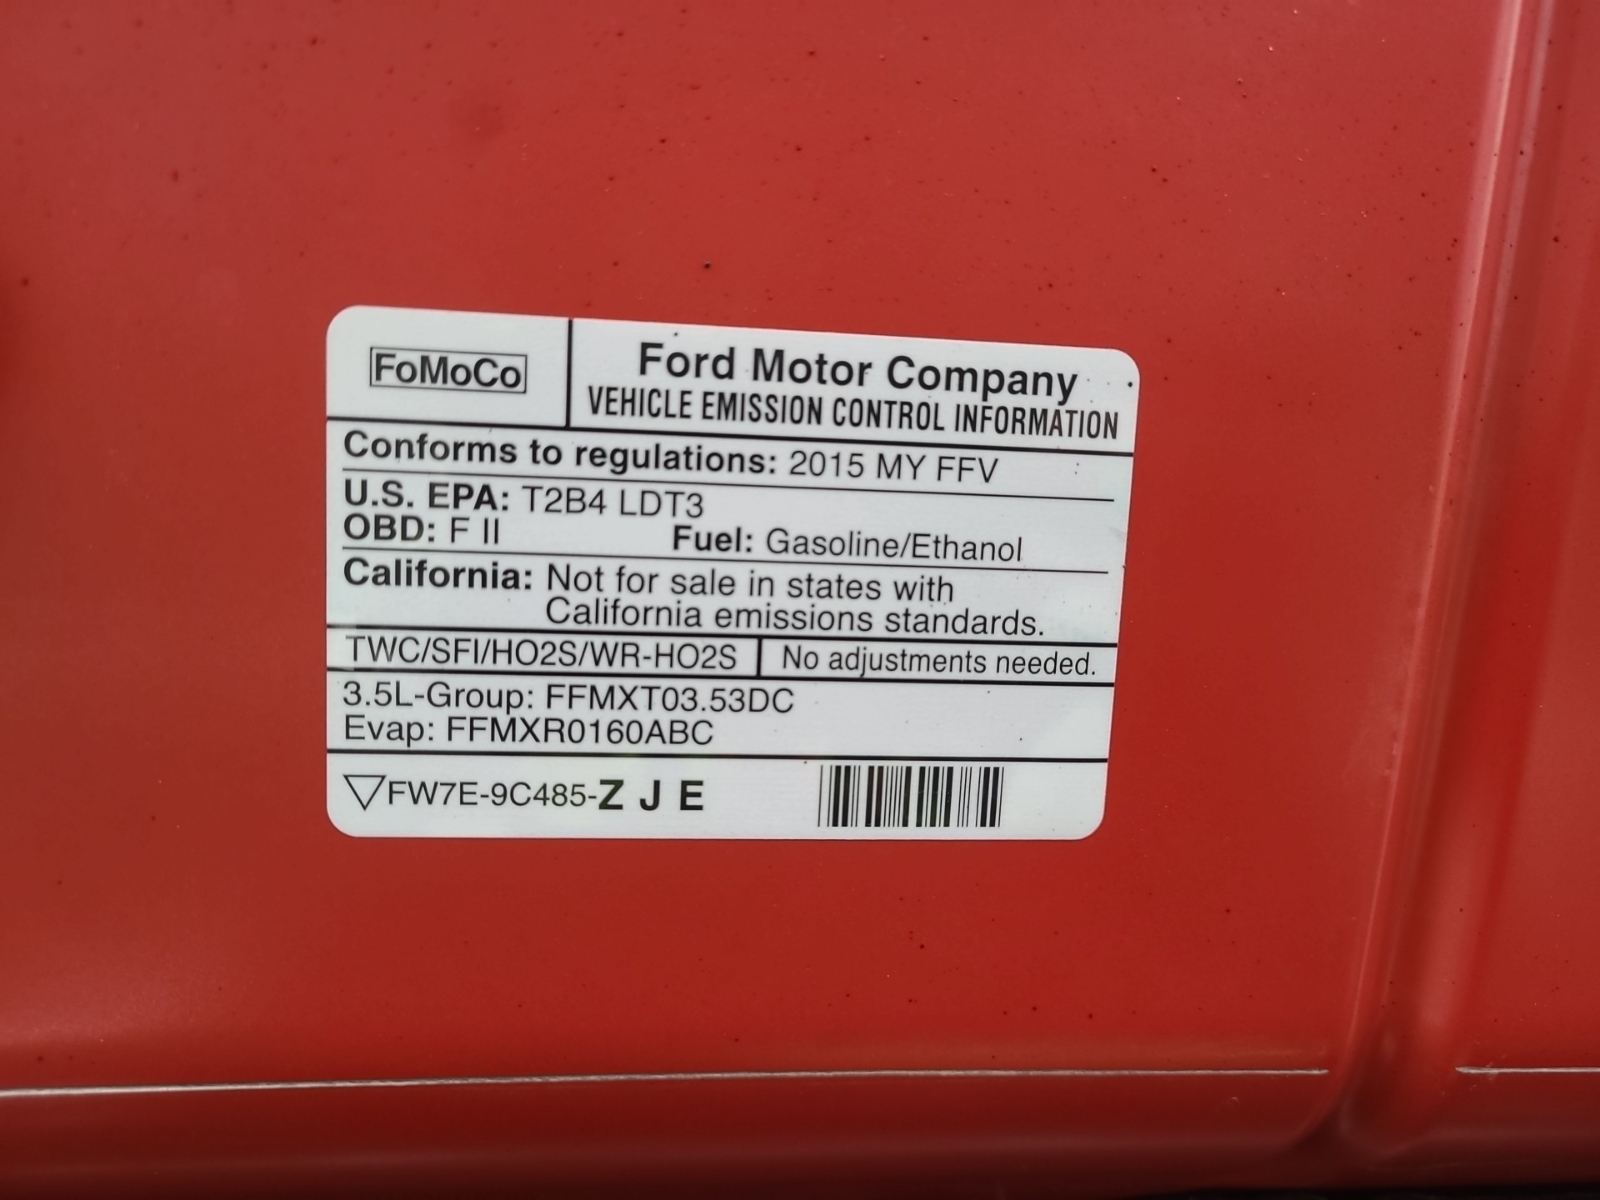 FoMoCo
Ford Motor Company
VEHICLE EMISSION CONTROL INFORMATION
Conforms to regulations: 2015 MY FFV
U.S. EPA: T2B4 LDT3
OBD: F II Fuel: Gasoline/Ethanol
California: Not for sale in states with
California emissions standards.
TWC/SFI/HO2S/WR-HO2S No adjustments needed.
3.5L-Group: FFMXT03.53DC
Evap: FFMXR0160ABC
FW7E-9C485-Z J E